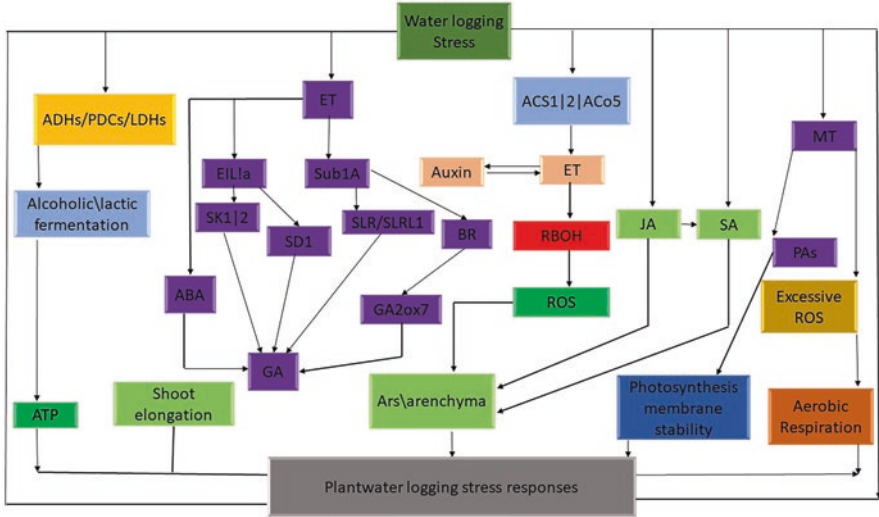 Water logging
Stress
ADHs/PDCs/LDHs
ET
ACS1|2|ACo5
MT
EIL!a
Sub1A
Auxin
ET
Alcoholic\lactic
fermentation
SK1|2
SLR/SLRL1
SD1
BR
RBOH
JA
SA
PAs
ABA
GA2ox7
ROS
Excessive
ROS
GA
Shoot
elongation
ATP
Ars\arenchyma
Photosynthesis
membrane
stability
Aerobic
Respiration
Plantwater logging stress responses